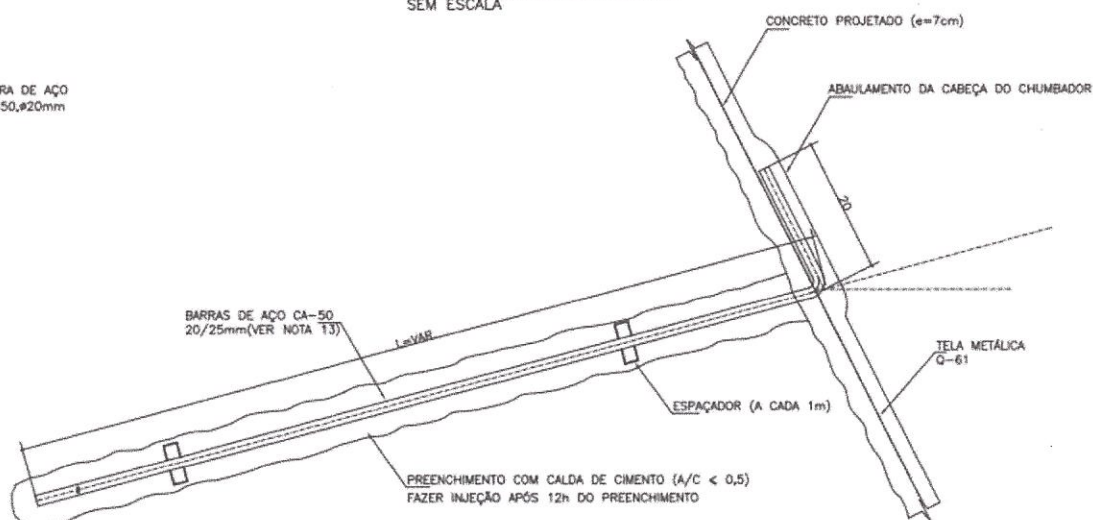 SEM ESCALA
CONCRETO PROJETADO (e=7cm)
RA DE AÇO
50,ø20mm
ABAULAMENTO DA CABEÇA DO CHUMBADOR
20
BARRAS DE AÇO CA-50
20/25mm(VER NOTA 13)
L=VAR
TELA METÁLICA
Q-61
ESPAÇADOR (A CADA 1m)
PREENCHIMENTO COM CALDA DE CIMENTO (A/C < 0,5)
FAZER INJEÇÃO APÓS 12h DO PREENCHIMENTO